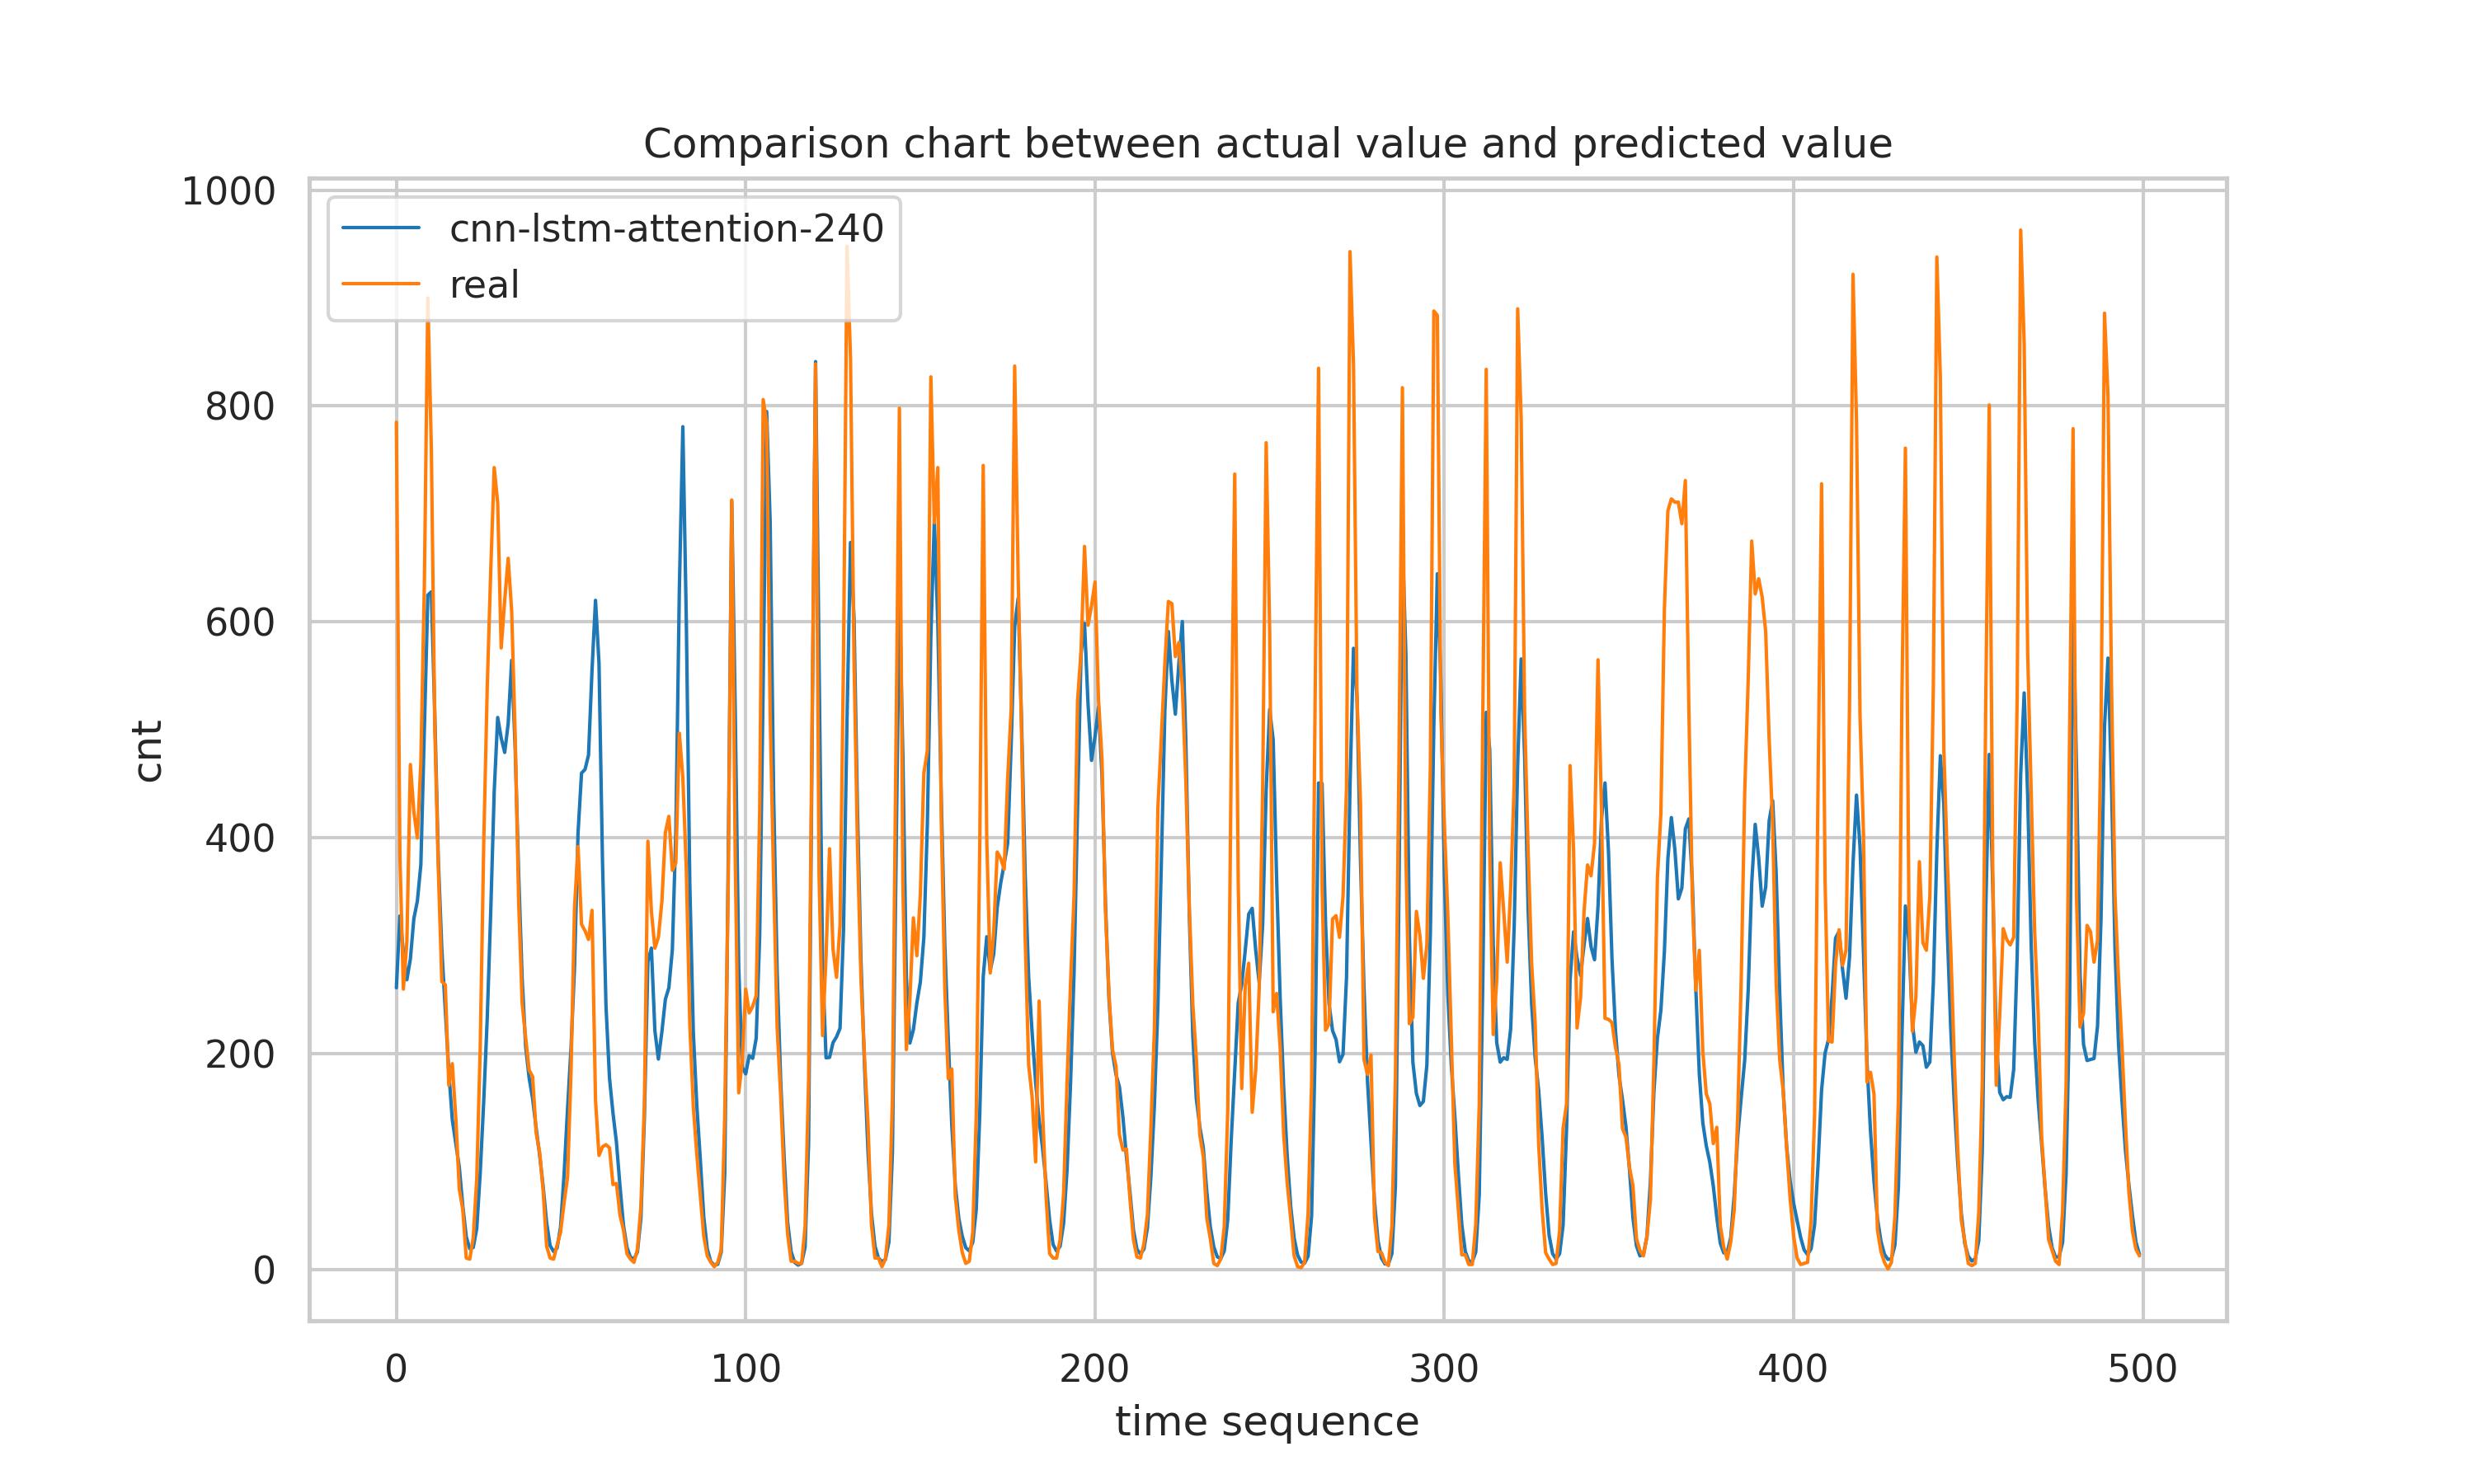 Comparison chart between actual value and predicted value
1000
800
600
400
200
0
cnt
cnn-lstm-attention-240
real
0 100 200 300 400 500
time sequence